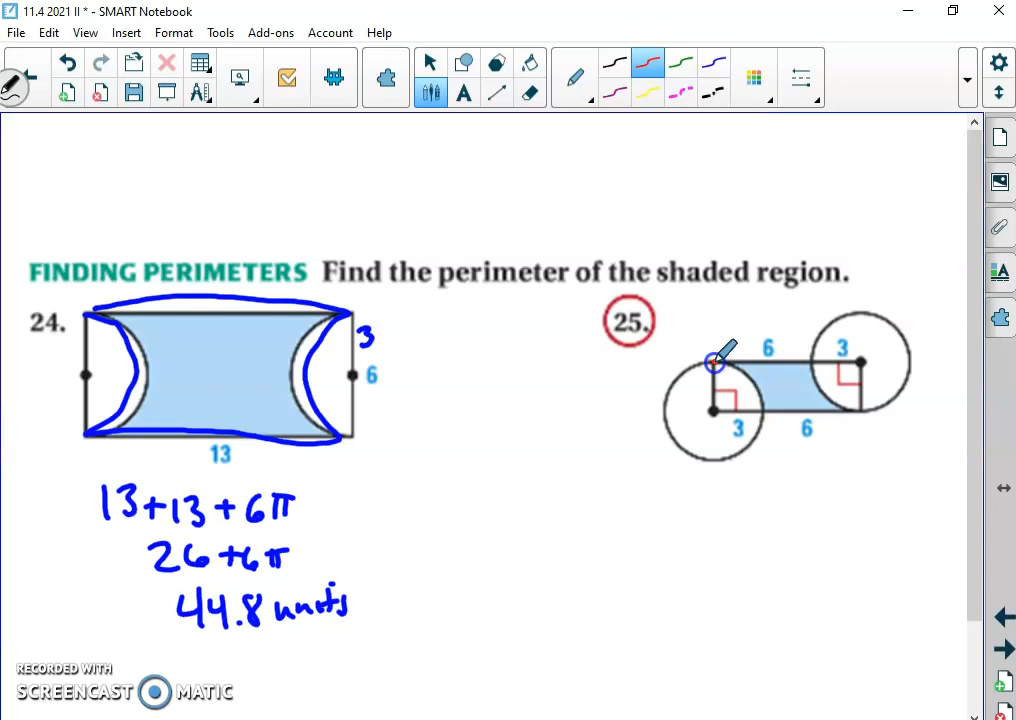 11.4 2021 II * - SMART Notebook
File Edit View Insert Format Tools Add-ons Account Help
FINDING PERIMETERS Find the perimeter of the shaded region.
24.
3
6
13
25.
6
3
3
6
13+13+6π
26+6π
44.8 units
RECORDED WITH
SCREENCAST MATIC